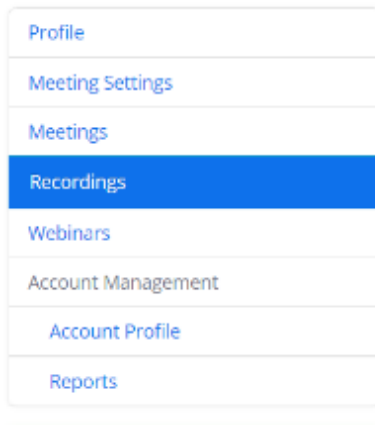 Profile
Meeting Settings
Meetings
Recordings
Webinars
Account Management
Account Profile
Reports